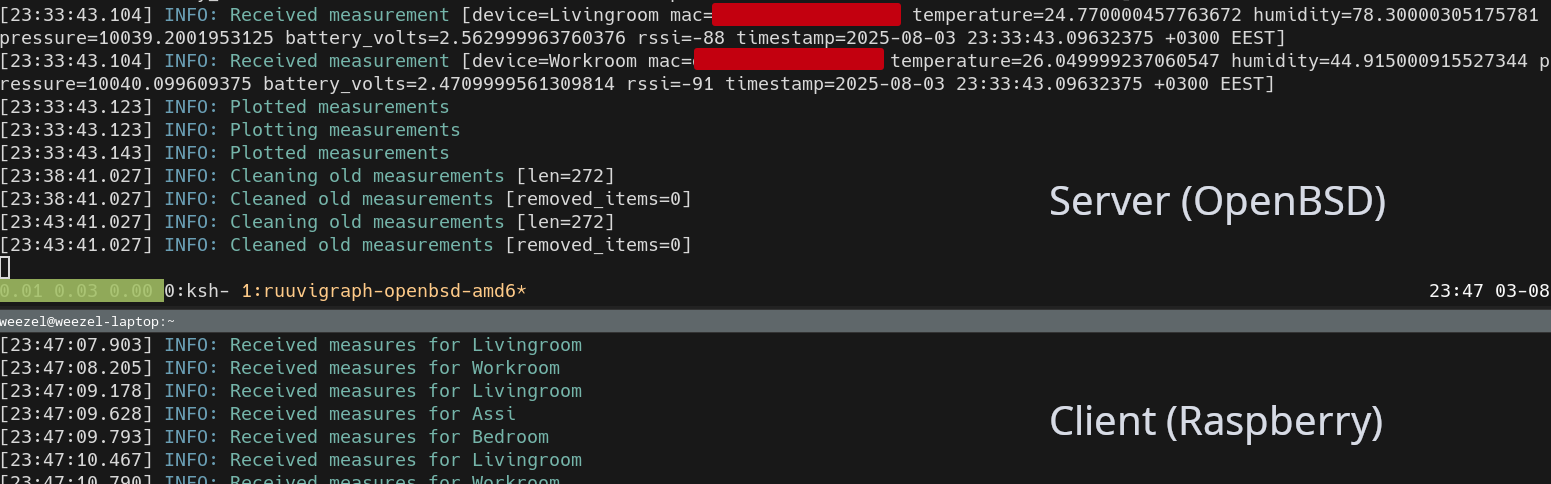 [23:33:43.104] INFO: Received measurement [device=Livingroom mac= temperature=24.770000457763672 humidity=78.30000305175781
pressure=10039.2001953125 battery_volts=2.562999963760376 rssi=-88 timestamp=2025-08-03 23:33:43.09632375 +0300 EEST]
[23:33:43.104] INFO: Received measurement [device=Workroom mac= temperature=26.049999237060547 humidity=44.915000915527344 p
ressure=10040.099609375 battery_volts=2.4709999561309814 rssi=-91 timestamp=2025-08-03 23:33:43.09632375 +0300 EEST]
[23:33:43.123] INFO: Plotted measurements
[23:33:43.123] INFO: Plotting measurements
[23:33:43.143] INFO: Plotted measurements
[23:38:41.027] INFO: Cleaning old measurements [len=272]
[23:38:41.027] INFO: Cleaned old measurements [removed_items=0]
Server (OpenBSD)
[23:43:41.027] INFO: Cleaning old measurements [len=272]
[23:43:41.027] INFO: Cleaned old measurements [removed_items=0]
0.01 0.03 0.00 0:ksh- 1:ruuvigraph-openbsd-amd6* 23:47 03-08
weezel@weezel-laptop:~
[23:47:07.903] INFO: Received measures for Livingroom
[23:47:08.205] INFO: Received measures for Workroom
[23:47:09.178] INFO: Received measures for Livingroom
[23:47:09.628] INFO: Received measures for Assi
Client (Raspberry)
[23:47:09.793] INFO: Received measures for Bedroom
[23:47:10.467] INFO: Received measures for Livingroom
[23:47:10.790] INFO: Received measures for Workroom